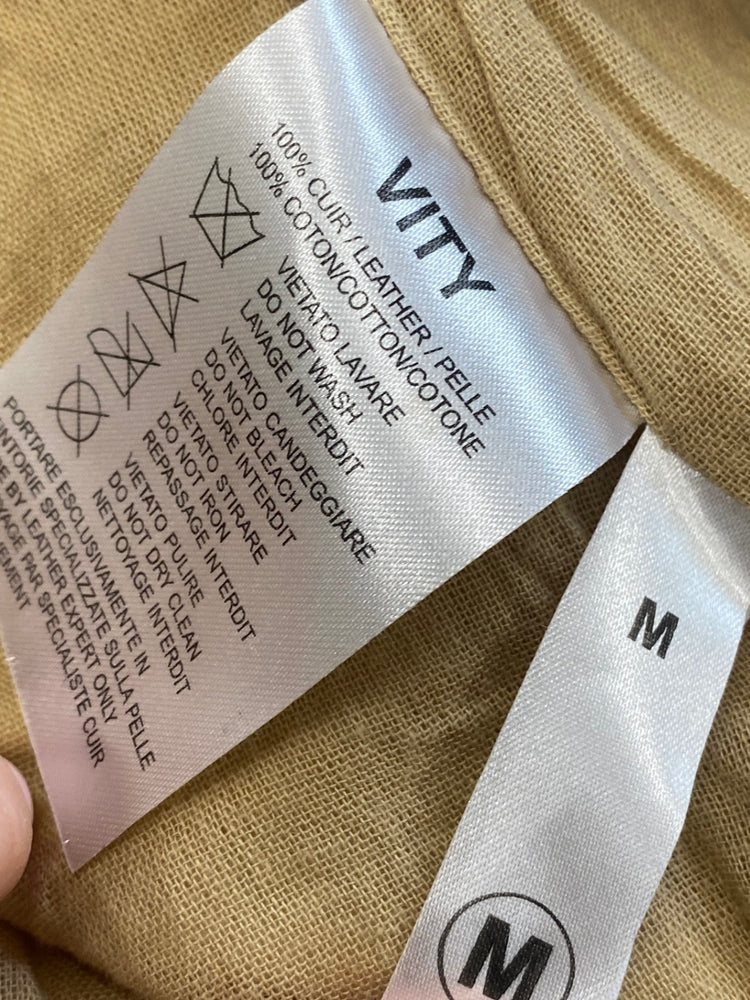 VITY
100% CUIR / LEATHER / PELLE
100% COTON/COTTON/COTONE
VIETATO LAVARE
DO NOT WASH
LAVAGE INTERDIT
VIETATO CANDEGGIARE
DO NOT BLEACH
CHLORE INTERDIT
VIETATO STIRARE
DO NOT IRON
REPASSAGE INTERDIT
VIETATO PULIRE
DO NOT DRY CLEAN
NETTOYAGE INTERDIT
PORTARE ESCLUSIVAMENTE IN
SPECIALIZZATE SULLA PELLE
BY LEATHER EXPERT ONLY
PAR SPECIALISTE CUIR
M
M